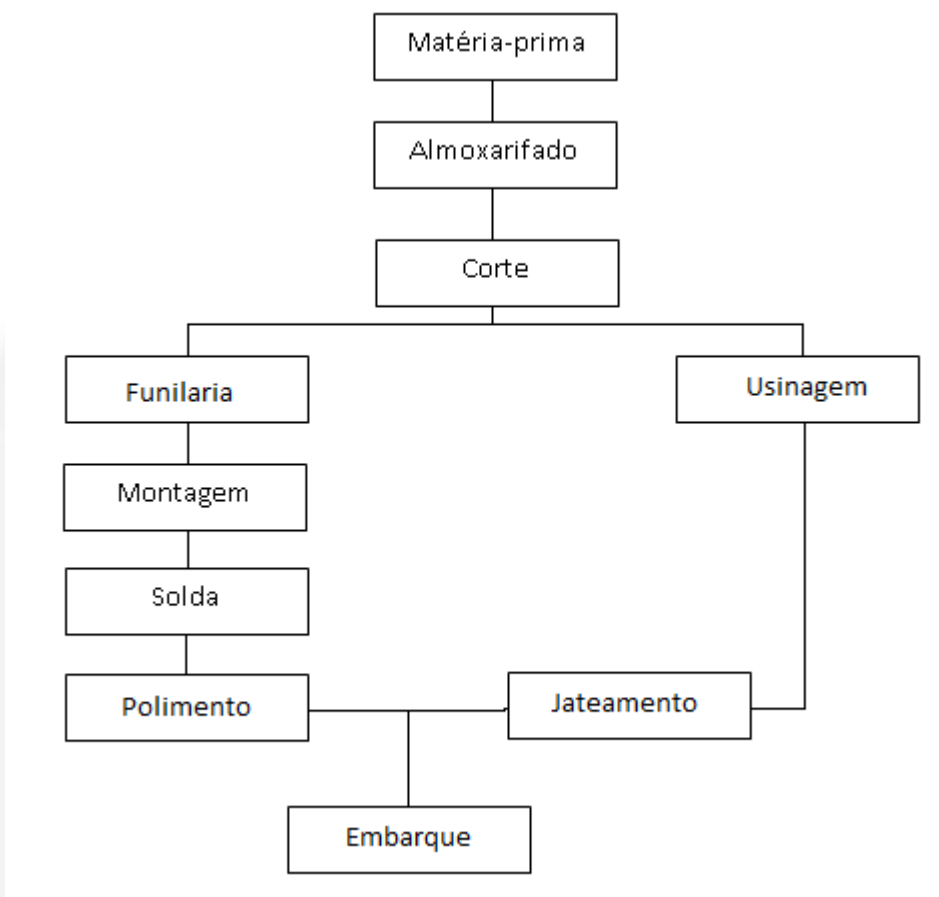 Matéria-prima
Almoxarifado
Corte
Funilaria
Usinagem
Montagem
Solda
Polimento
Jateamento
Embarque